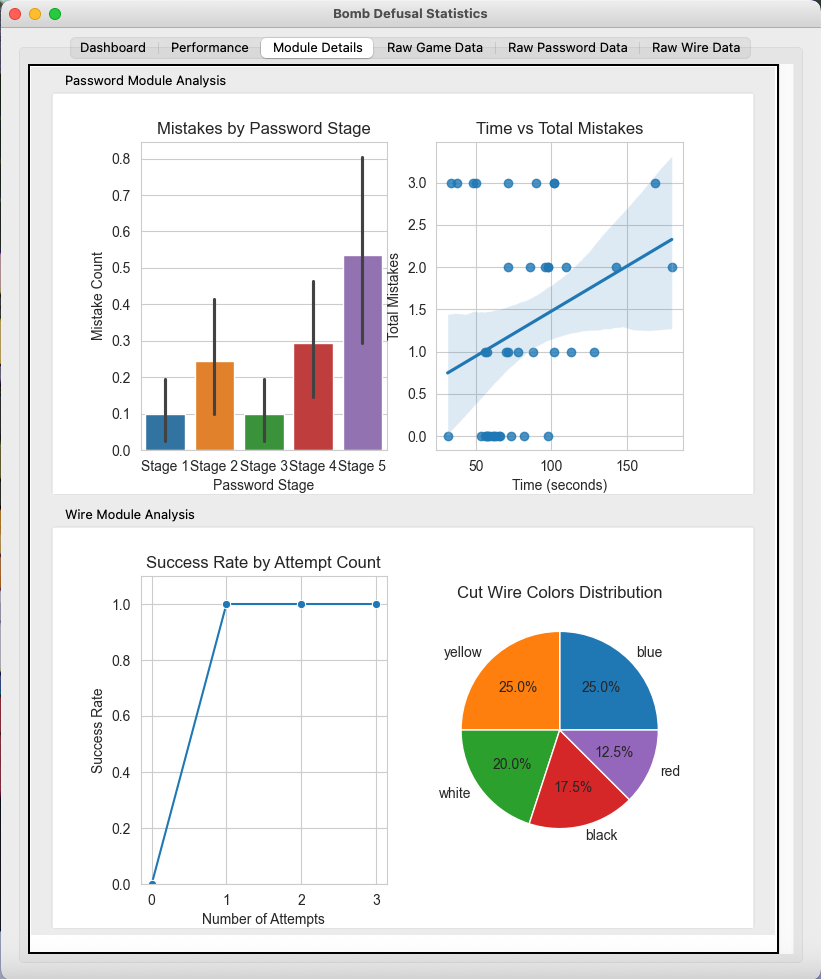 Bomb Defusal Statistics
Dashboard Performance Module Details Raw Game Data Raw Password Data Raw Wire Data
Password Module Analysis
Mistakes by Password Stage
Mistake Count
0.8
0.7
0.6
0.5
0.4
0.3
0.2
0.1
0.0
Stage 1 Stage 2 Stage 3 Stage 4 Stage 5
Password Stage
Time vs Total Mistakes
Total Mistakes
3.0
2.5
2.0
1.5
1.0
0.5
0.0
50 100 150
Time (seconds)
Wire Module Analysis
Success Rate by Attempt Count
Success Rate
1.0
0.8
0.6
0.4
0.2
0.0
0 1 2 3
Number of Attempts
Cut Wire Colors Distribution
yellow
blue
25.0%
25.0%
20.0%
12.5%
17.5%
white
red
black